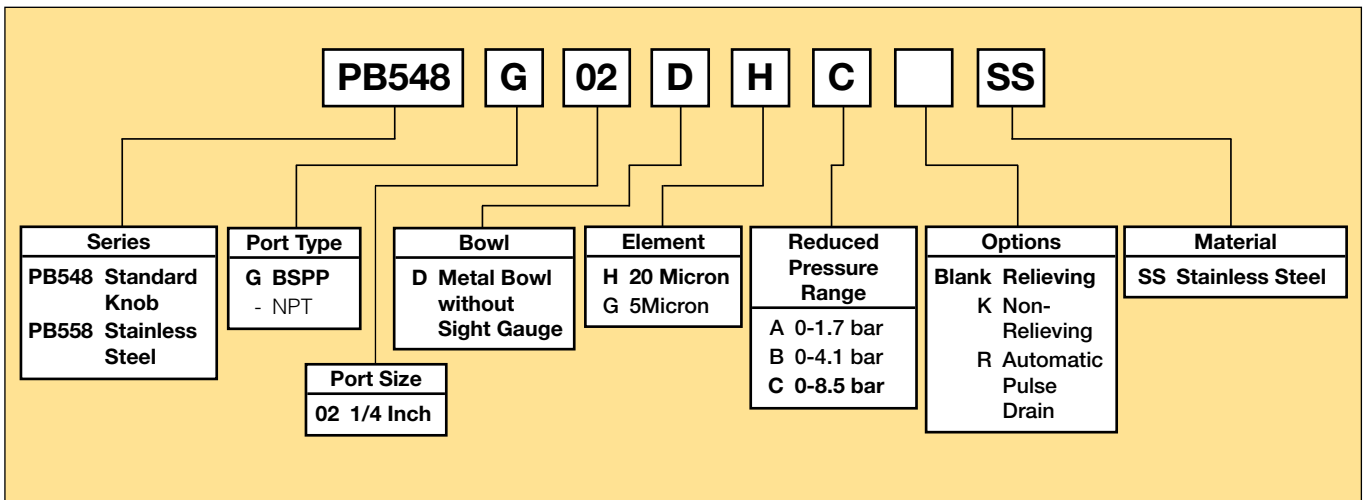 PB548 G 02 D H C SS
Series
PB548 Standard
Knob
PB558 Stainless
Steel
Port Type
G BSPP
- NPT
Port Size
02 1/4 Inch
Bowl
D Metal Bowl
without
Sight Gauge
Element
H 20 Micron
G 5Micron
Reduced
Pressure
Range
A 0-1.7 bar
B 0-4.1 bar
C 0-8.5 bar
Options
Blank Relieving
K Non-
Relieving
R Automatic
Pulse
Drain
Material
SS Stainless Steel